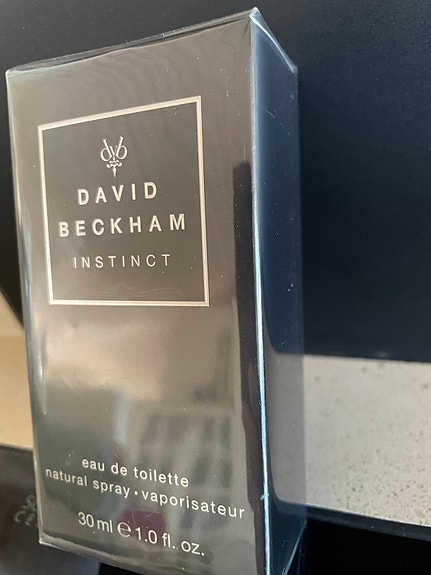 DAVID
BECKHAM
INSTINCT
eau de toilette
natural spray • vaporisateur
30 ml ℮ 1.0 fl. oz.